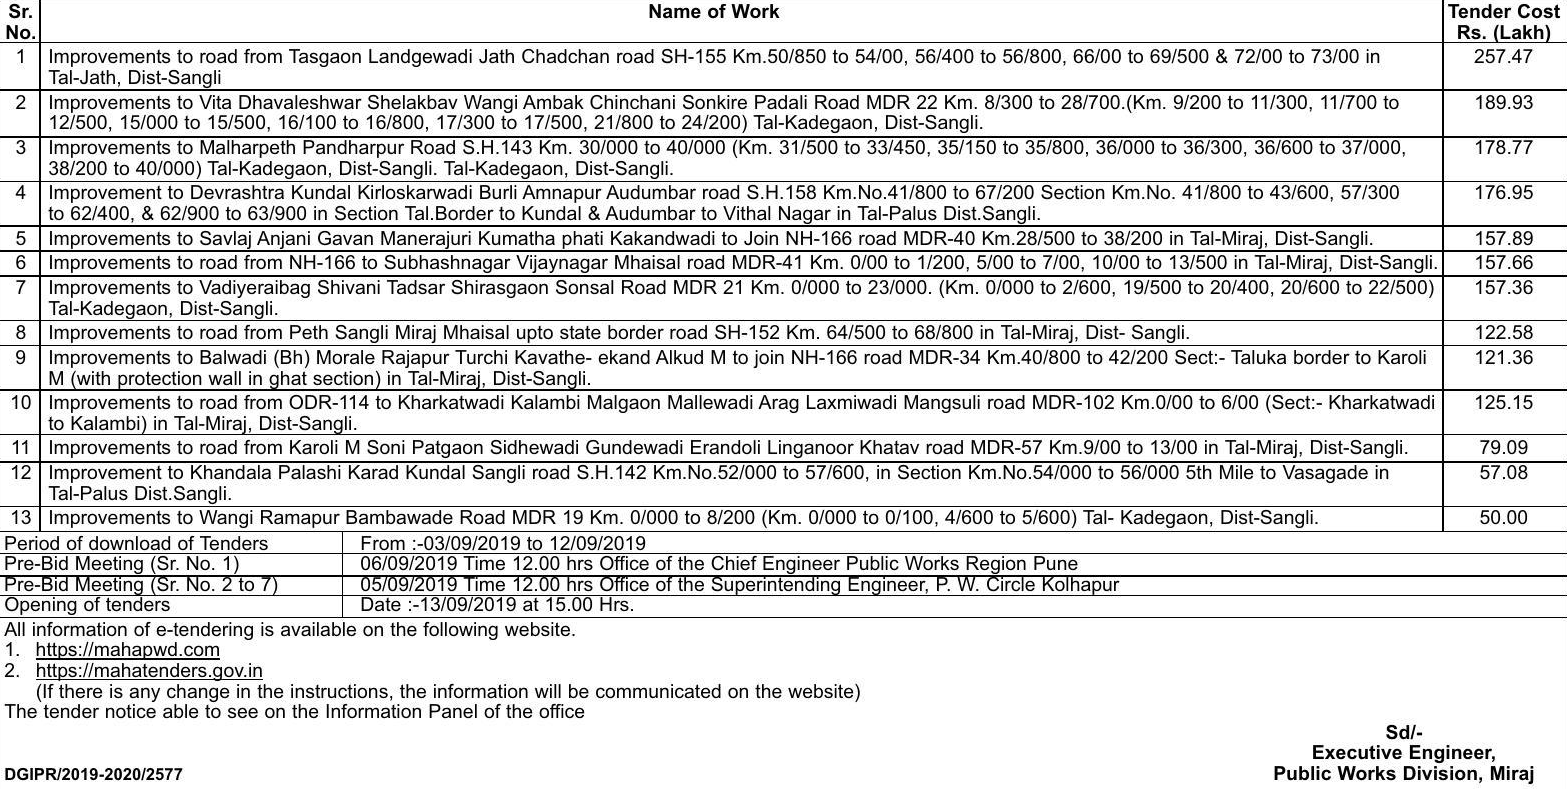 Sr. No. Name of Work Tender Cost Rs. (Lakh)
1 Improvements to road from Tasgaon Landgewadi Jath Chadchan road SH-155 Km.50/850 to 54/00, 56/400 to 56/800, 66/00 to 69/500 & 72/00 to 73/00 in 257.47
Tal-Jath, Dist-Sangli
2 Improvements to Vita Dhavaleshwar Shelakbav Wangi Ambak Chinchani Sonkire Padali Road MDR 22 Km. 8/300 to 28/700.(Km. 9/200 to 11/300, 11/700 to 189.93
12/500, 15/000 to 15/500, 16/100 to 16/800, 17/300 to 17/500, 21/800 to 24/200) Tal-Kadegaon, Dist-Sangli.
3 Improvements to Malharpeth Pandharpur Road S.H.143 Km. 30/000 to 40/000 (Km. 31/500 to 33/450, 35/150 to 35/800, 36/000 to 36/300, 36/600 to 37/000, 178.77
38/200 to 40/000) Tal-Kadegaon, Dist-Sangli. Tal-Kadegaon, Dist-Sangli.
4 Improvement to Devrashtra Kundal Kirloskarwadi Burli Amnapur Audumbar road S.H.158 Km.No.41/800 to 67/200 Section Km.No. 41/800 to 43/600, 57/300 176.95
to 62/400, & 62/900 to 63/900 in Section Tal.Border to Kundal & Audumbar to Vithal Nagar in Tal-Palus Dist.Sangli.
5 Improvements to Savlaj Anjani Gavan Manerajuri Kumatha phati Kakandwadi to Join NH-166 road MDR-40 Km.28/500 to 38/200 in Tal-Miraj, Dist-Sangli. 157.89
6 Improvements to road from NH-166 to Subhashnagar Vijaynagar Mhaisal road MDR-41 Km. 0/00 to 1/200, 5/00 to 7/00, 10/00 to 13/500 in Tal-Miraj, Dist-Sangli. 157.66
7 Improvements to Vadiyeraibag Shivani Tadsar Shirasgaon Sonsal Road MDR 21 Km. 0/000 to 23/000. (Km. 0/000 to 2/600, 19/500 to 20/400, 20/600 to 22/500) 157.36
Tal-Kadegaon, Dist-Sangli.
8 Improvements to road from Peth Sangli Miraj Mhaisal upto state border road SH-152 Km. 64/500 to 68/800 in Tal-Miraj, Dist- Sangli. 122.58
9 Improvements to Balwadi (Bh) Morale Rajapur Turchi Kavathe- ekand Alkud M to join NH-166 road MDR-34 Km.40/800 to 42/200 Sect:- Taluka border to Karoli 121.36
M (with protection wall in ghat section) in Tal-Miraj, Dist-Sangli.
10 Improvements to road from ODR-114 to Kharkatwadi Kalambi Malgaon Mallewadi Arag Laxmiwadi Mangsuli road MDR-102 Km.0/00 to 6/00 (Sect:- Kharkatwadi 125.15
to Kalambi) in Tal-Miraj, Dist-Sangli.
11 Improvements to road from Karoli M Soni Patgaon Sidhewadi Gundewadi Erandoli Linganoor Khatav road MDR-57 Km.9/00 to 13/00 in Tal-Miraj, Dist-Sangli. 79.09
12 Improvement to Khandala Palashi Karad Kundal Sangli road S.H.142 Km.No.52/000 to 57/600, in Section Km.No.54/000 to 56/000 5th Mile to Vasagade in 57.08
Tal-Palus Dist.Sangli.
13 Improvements to Wangi Ramapur Bambawade Road MDR 19 Km. 0/000 to 8/200 (Km. 0/000 to 0/100, 4/600 to 5/600) Tal- Kadegaon, Dist-Sangli. 50.00
Period of download of Tenders From :-03/09/2019 to 12/09/2019
Pre-Bid Meeting (Sr. No. 1) 06/09/2019 Time 12.00 hrs Office of the Chief Engineer Public Works Region Pune
Pre-Bid Meeting (Sr. No. 2 to 7) 05/09/2019 Time 12.00 hrs Office of the Superintending Engineer, P. W. Circle Kolhapur
Opening of tenders Date :-13/09/2019 at 15.00 Hrs.
All information of e-tendering is available on the following website.
1. https://mahapwd.com
2. https://mahatenders.gov.in
(If there is any change in the instructions, the information will be communicated on the website)
The tender notice able to see on the Information Panel of the office
Sd/-
Executive Engineer,
Public Works Division, Miraj
DGIPR/2019-2020/2577